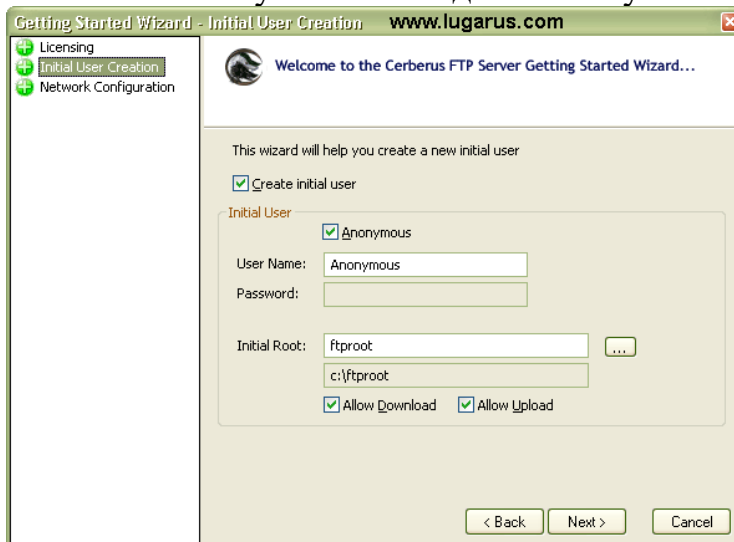 Getting Started Wizard - Initial User Creation www.lugarus.com
Licensing
Initial User Creation
Network Configuration
Welcome to the Cerberus FTP Server Getting Started Wizard...
This wizard will help you create a new initial user
Create initial user
Initial User
Anonymous
User Name: Anonymous
Password:
Initial Root: ftproot ...
c:\ftproot
Allow Download Allow Upload
< Back Next > Cancel